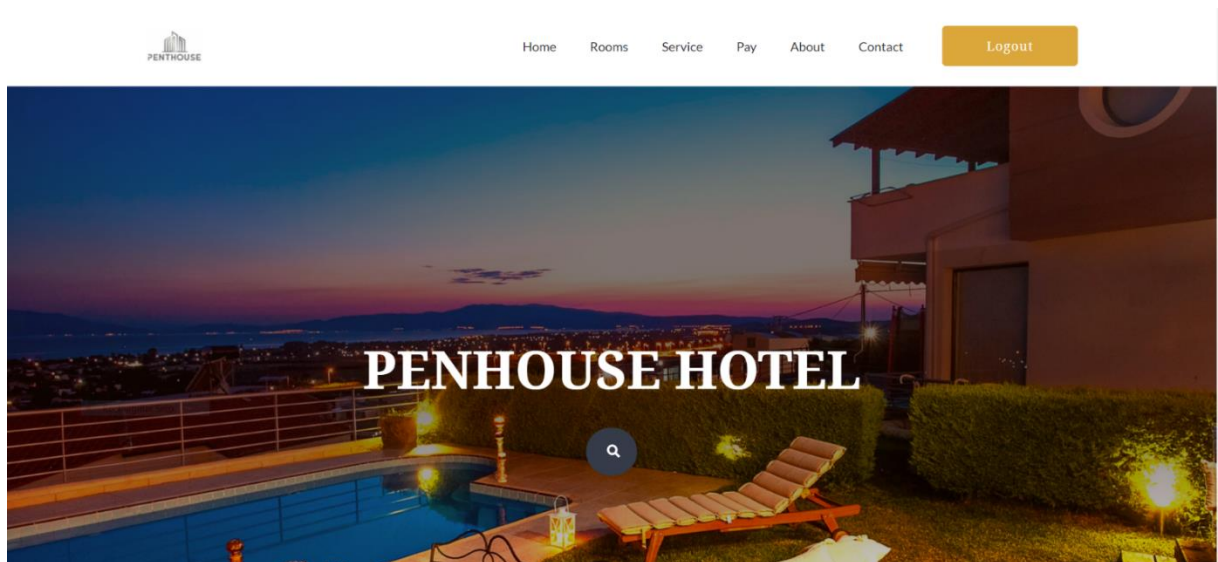 PENTHOUSE
Home Rooms Service Pay About Contact Logout
PENHOUSE HOTEL